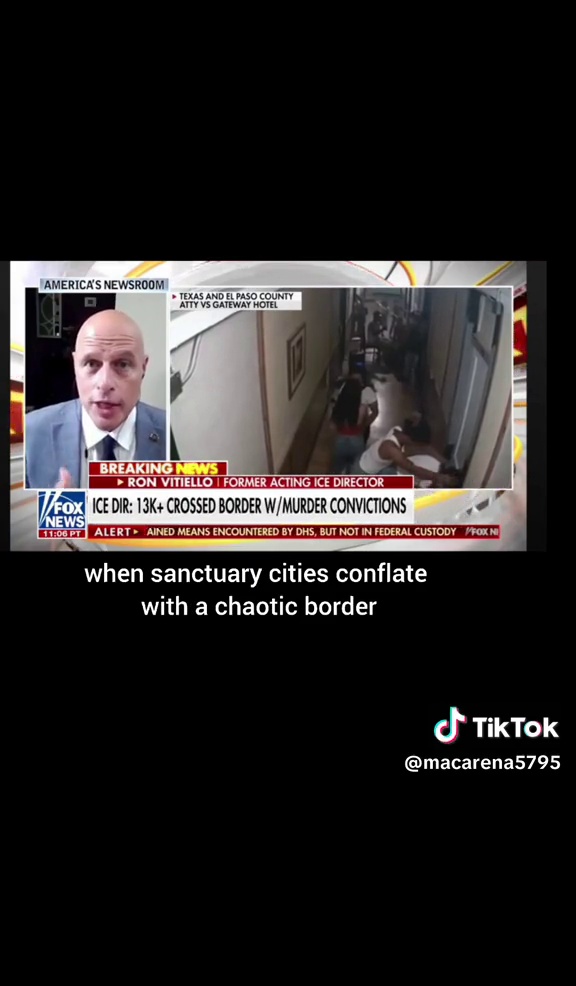 AMERICA'S NEWSROOM
TEXAS AND EL PASO COUNTY
ATTY VS GATEWAY HOTEL
BREAKING NEWS
RON VITIELLO | FORMER ACTING ICE DIRECTOR
FOX
NEWS
ICE DIR: 13K+ CROSSED BORDER W/MURDER CONVICTIONS
11:06 PT
ALERT AINED MEANS ENCOUNTERED BY DHS, BUT NOT IN FEDERAL CUSTODY
FOX N
when sanctuary cities conflate
with a chaotic border
TikTok
@macarena5795